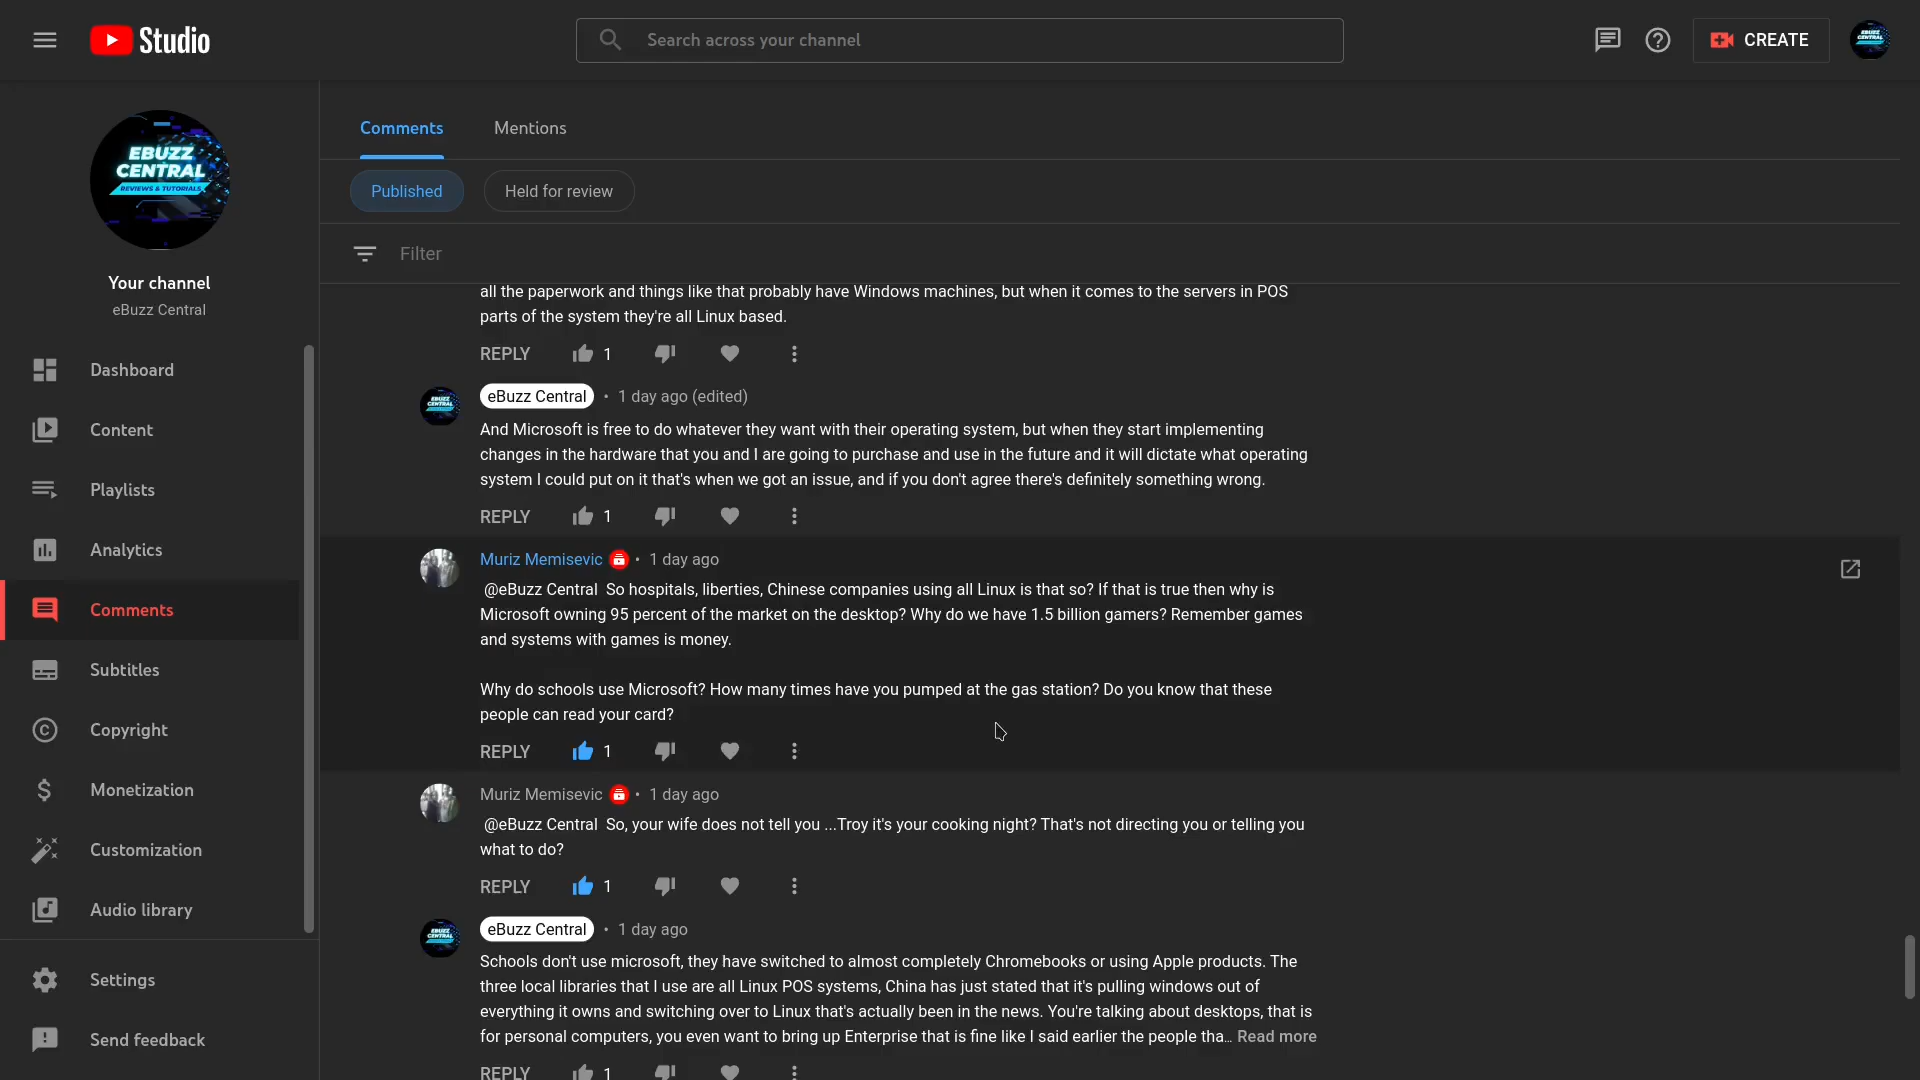 Studio
Search across your channel
CREATE
EBUZZ
CENTRAL
REVIEWS & TUTORIALS
Your channel
eBuzz Central
Dashboard
Content
Playlists
Analytics
Comments
Subtitles
Copyright
Monetization
Customization
Audio library
Settings
Send feedback
Comments
Mentions
Published
Held for review
Filter
all the paperwork and things like that probably have Windows machines, but when it comes to the servers in POS
parts of the system they're all Linux based.
REPLY 1
eBuzz Central • 1 day ago (edited)
And Microsoft is free to do whatever they want with their operating system, but when they start implementing
changes in the hardware that you and I are going to purchase and use in the future and it will dictate what operating
system I could put on it that's when we got an issue, and if you don't agree there's definitely something wrong.
REPLY 1
Muriz Memisevic • 1 day ago
@eBuzz Central So hospitals, liberties, Chinese companies using all Linux is that so? If that is true then why is
Microsoft owning 95 percent of the market on the desktop? Why do we have 1.5 billion gamers? Remember games
and systems with games is money.
Why do schools use Microsoft? How many times have you pumped at the gas station? Do you know that these
people can read your card?
REPLY 1
Muriz Memisevic • 1 day ago
@eBuzz Central So, your wife does not tell you ...Troy it's your cooking night? That's not directing you or telling you
what to do?
REPLY 1
eBuzz Central • 1 day ago
Schools don't use microsoft, they have switched to almost completely Chromebooks or using Apple products. The
three local libraries that I use are all Linux POS systems, China has just stated that it's pulling windows out of
everything it owns and switching over to Linux that's actually been in the news. You're talking about desktops, that is
for personal computers, you even want to bring up Enterprise that is fine like I said earlier the people tha... Read more
REPLY 1